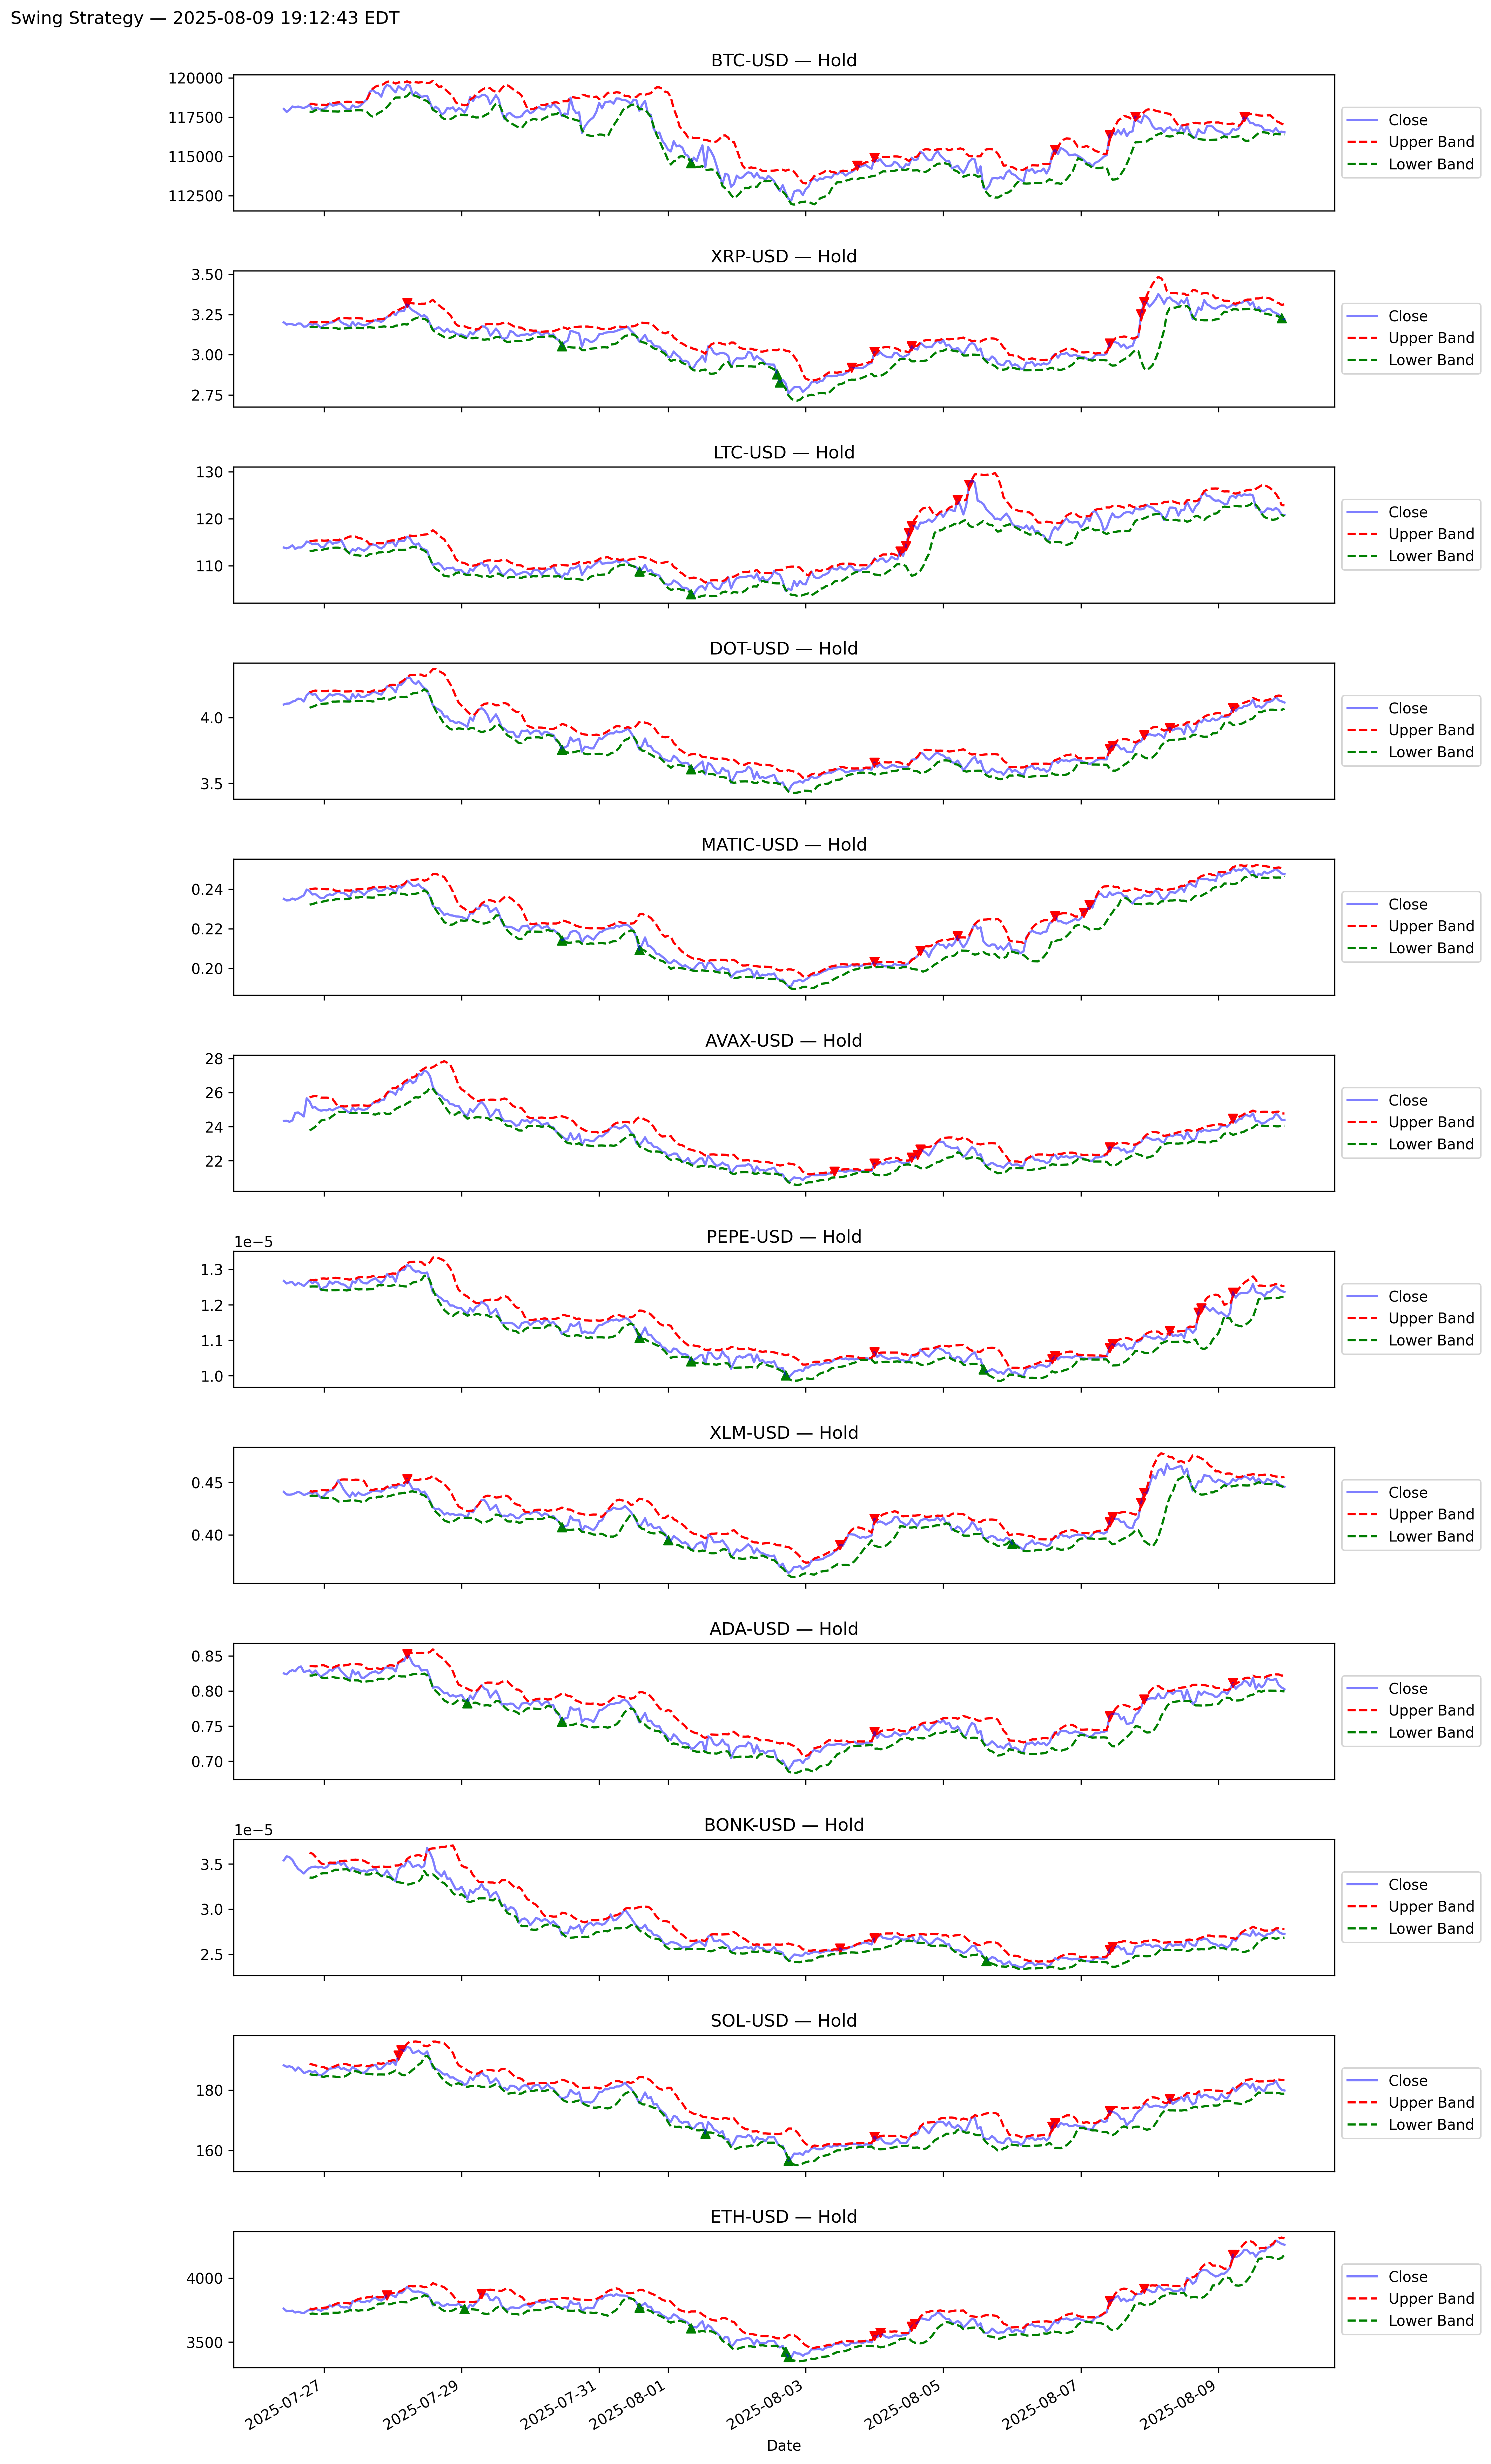 Swing Strategy — 2025-08-09 19:12:43 EDT
BTC-USD — Hold
120000
117500
115000
112500
Close
Upper Band
Lower Band
XRP-USD — Hold
3.50
3.25
3.00
2.75
Close
Upper Band
Lower Band
LTC-USD — Hold
130
120
110
Close
Upper Band
Lower Band
DOT-USD — Hold
4.0
3.5
Close
Upper Band
Lower Band
MATIC-USD — Hold
0.24
0.22
0.20
Close
Upper Band
Lower Band
AVAX-USD — Hold
28
26
24
22
Close
Upper Band
Lower Band
PEPE-USD — Hold
1e−5
1.3
1.2
1.1
1.0
Close
Upper Band
Lower Band
XLM-USD — Hold
0.45
0.40
Close
Upper Band
Lower Band
ADA-USD — Hold
0.85
0.80
0.75
0.70
Close
Upper Band
Lower Band
BONK-USD — Hold
1e−5
3.5
3.0
2.5
Close
Upper Band
Lower Band
SOL-USD — Hold
180
160
Close
Upper Band
Lower Band
ETH-USD — Hold
4000
3500
Close
Upper Band
Lower Band
2025-07-27
2025-07-29
2025-07-31
2025-08-01
2025-08-03
2025-08-05
2025-08-07
2025-08-09
Date